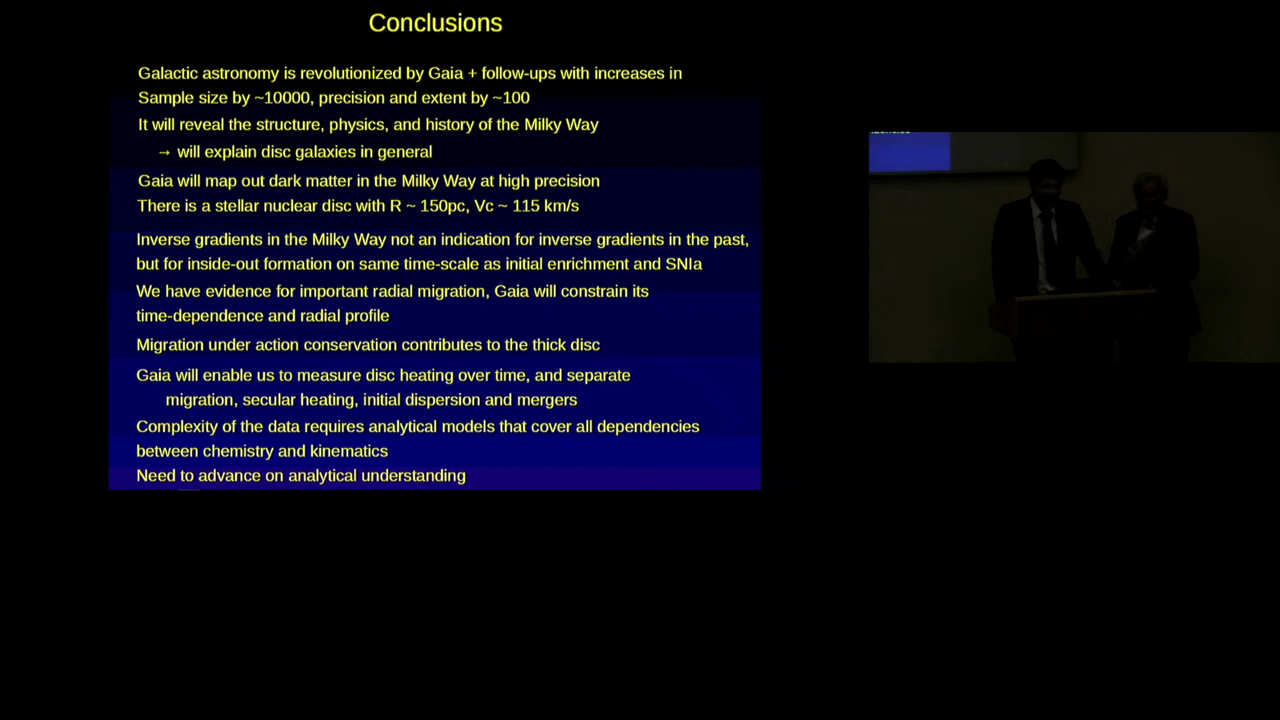 Conclusions
Galactic astronomy is revolutionized by Gaia + follow-ups with increases in
Sample size by ~10000, precision and extent by ~100
It will reveal the structure, physics, and history of the Milky Way
→ will explain disc galaxies in general
Gaia will map out dark matter in the Milky Way at high precision
There is a stellar nuclear disc with R ~ 150pc, Vc ~ 115 km/s
Inverse gradients in the Milky Way not an indication for inverse gradients in the past,
but for inside-out formation on same time-scale as initial enrichment and SNIa
We have evidence for important radial migration, Gaia will constrain its
time-dependence and radial profile
Migration under action conservation contributes to the thick disc
Gaia will enable us to measure disc heating over time, and separate
migration, secular heating, initial dispersion and mergers
Complexity of the data requires analytical models that cover all dependencies
between chemistry and kinematics
Need to advance on analytical understanding